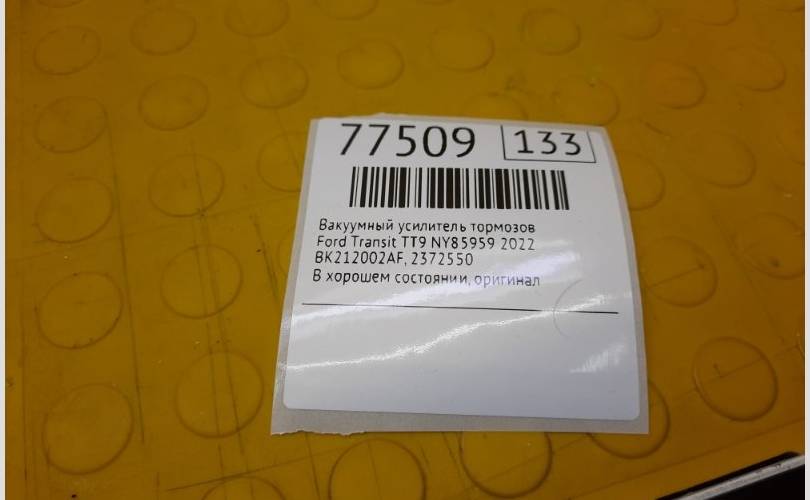 77509 133
Вакуумный усилитель тормозов
Ford Transit TT9 NY85959 2022
BK212002AF, 2372550
В хорошем состоянии, оригинал